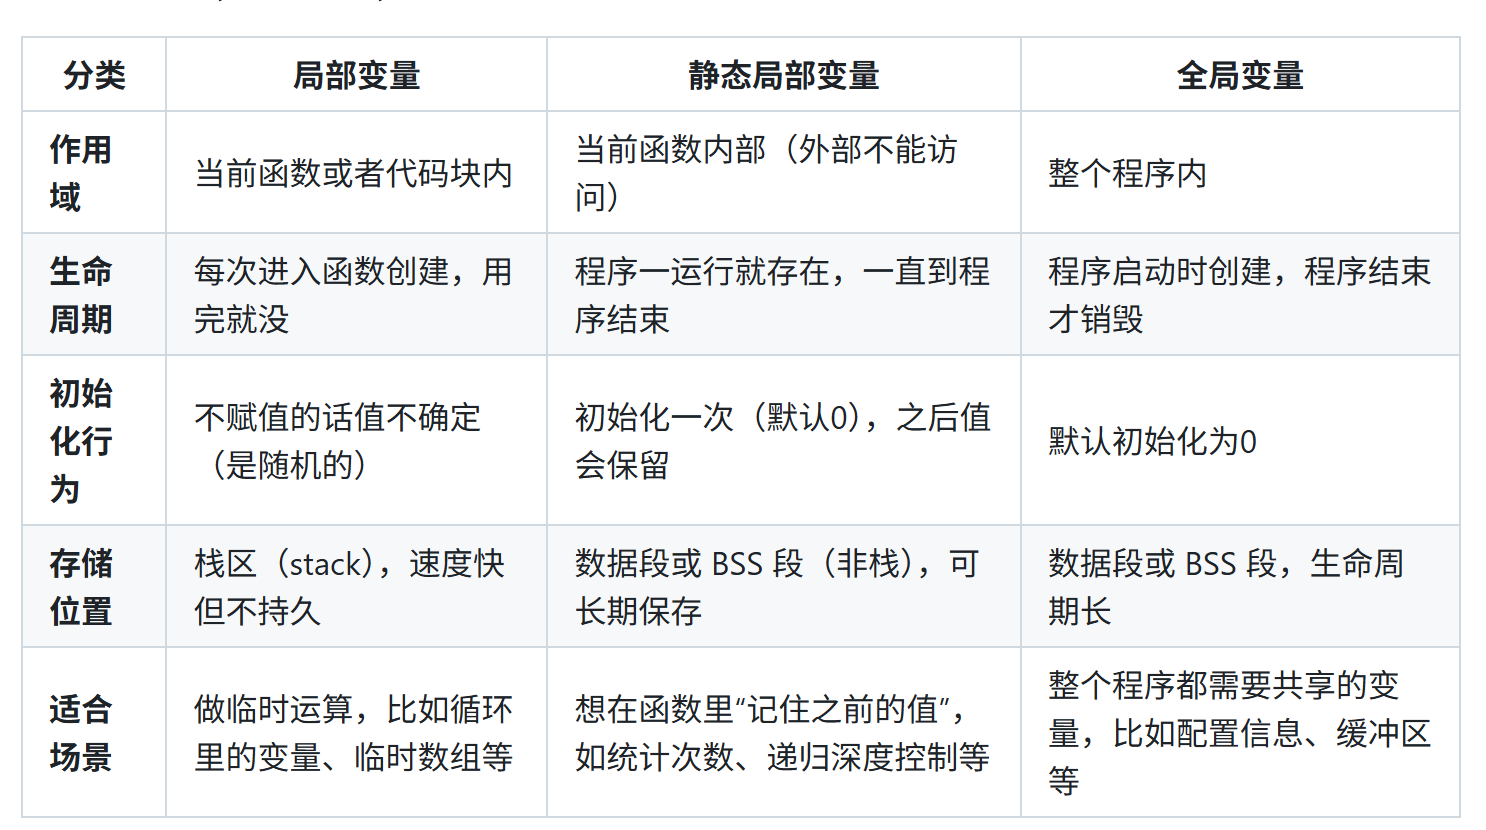 分类 局部变量 静态局部变量 全局变量
作用
域
当前函数或者代码块内
当前函数内部（外部不能访
问）
整个程序内
生命
周期
每次进入函数创建，用
完就没
程序一运行就存在，一直到程
序结束
程序启动时创建，程序结束
才销毁
初始
化行
为
不赋值的话值不确定
（是随机的）
初始化一次（默认0），之后值
会保留
默认初始化为0
存储
位置
栈区（stack），速度快
但不持久
数据段或 BSS 段（非栈），可
长期保存
数据段或 BSS 段，生命周
期长
适合
场景
做临时运算，比如循环
里的变量、临时数组等
想在函数里“记住之前的值”，
如统计次数、递归深度控制等
整个程序都需要共享的变
量，比如配置信息、缓冲区
等